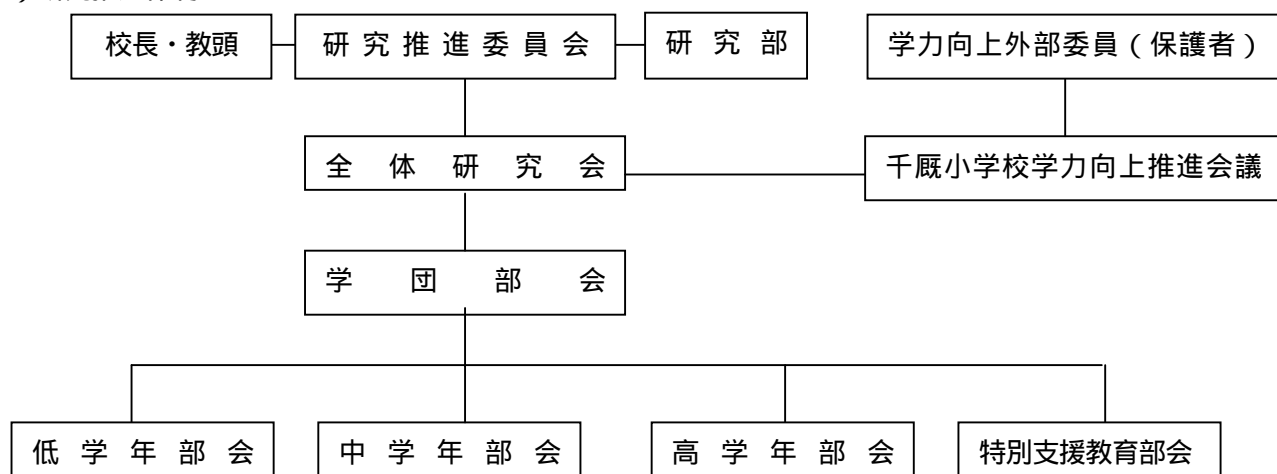 校長・教頭 研究推進委員会 研究部 学力向上外部委員(保護者)
全体研究会 千厩小学校学力向上推進会議
学団部会
低学年部会 中学年部会 高学年部会 特別支援教育部会